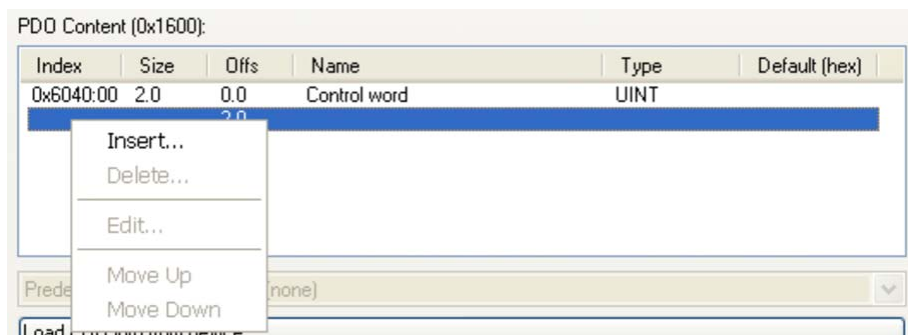 PDO Content (0x1600):
Index Size Offs Name Type Default (hex)
0x6040:00 2.0 0.0 Control word UINT
2.0
Insert...
Delete...
Edit...
Move Up
Prede (none)
Move Down
Load